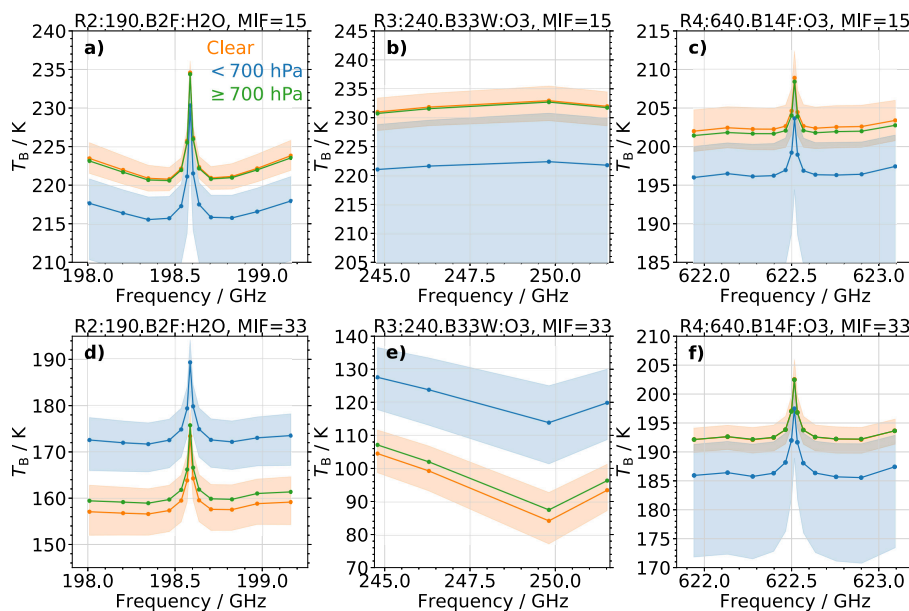 R2:190.B2F:H2O, MIF=15
R3:240.B33W:O3, MIF=15
R4:640.B14F:O3, MIF=15
a)
Clear
< 700 hPa
≥ 700 hPa
b)
c)
TB / K
240
235
230
225
220
215
210
198.0
198.5
199.0
Frequency / GHz
TB / K
245
240
235
230
225
220
215
210
205
245.0
247.5
250.0
Frequency / GHz
TB / K
215
210
205
200
195
190
185
622.0
622.5
623.0
Frequency / GHz
R2:190.B2F:H2O, MIF=33
R3:240.B33W:O3, MIF=33
R4:640.B14F:O3, MIF=33
d)
e)
f)
TB / K
190
180
170
160
150
198.0
198.5
199.0
Frequency / GHz
TB / K
140
130
120
110
100
90
80
70
245.0
247.5
250.0
Frequency / GHz
TB / K
210
205
200
195
190
185
180
175
170
622.0
622.5
623.0
Frequency / GHz